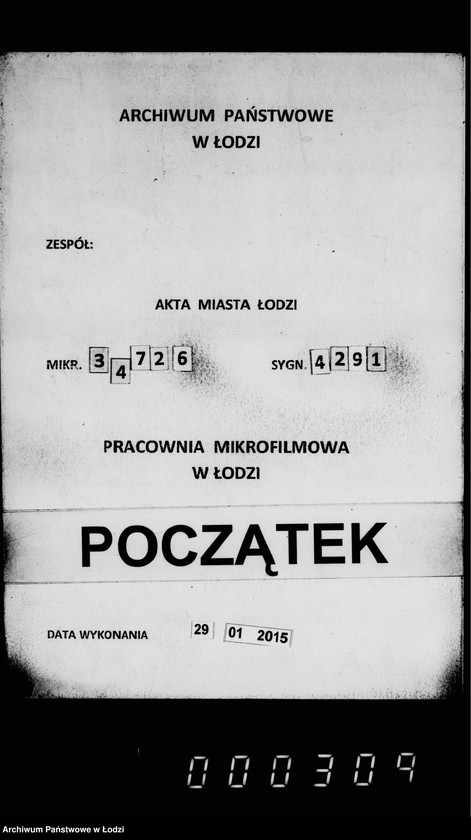 ARCHIWUM PAŃSTWOWE
W ŁODZI
ZESPÓŁ:
AKTA MIASTA ŁODZI
MIKR. 3 4 7 2 6 SYGN. 4 2 9 1
PRACOWNIA MIKROFILMOWA
W ŁODZI
POCZĄTEK
DATA WYKONANIA 29 01 2015
000309
Archiwum Państwowe w Łodzi